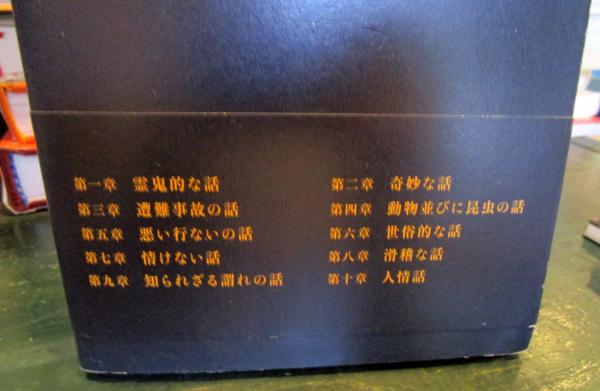 第一章 霊鬼的な話
第二章 奇妙な話
第三章 遭難事故の話
第四章 動物並びに昆虫の話
第五章 悪い行ないの話
第六章 世俗的な話
第七章 情けない話
第八章 滑稽な話
第九章 知られざる謂れの話
第十章 人情話